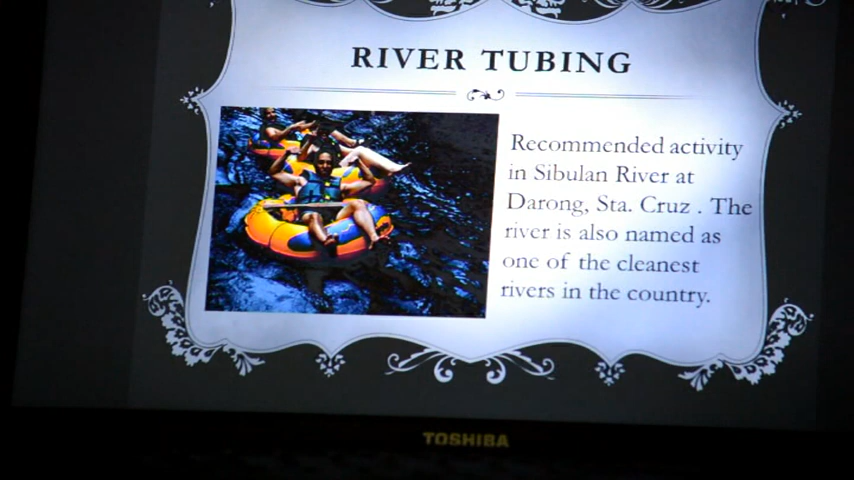 RIVER TUBING
Recommended activity
in Sibulan River at
Darong, Sta. Cruz . The
river is also named as
one of the cleanest
rivers in the country.
TOSHIBA